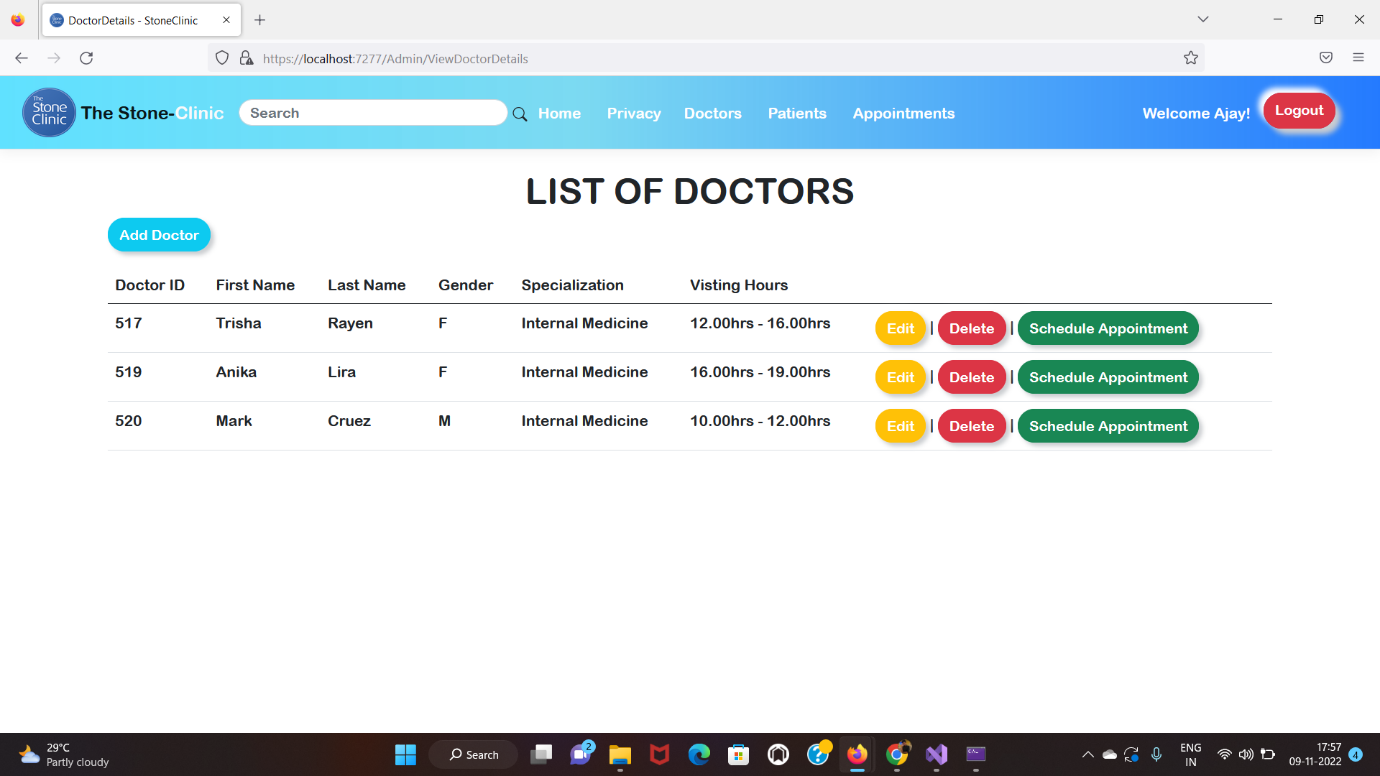 DoctorDetails - StoneClinic
https://localhost:7277/Admin/ViewDoctorDetails
The
Stone
Clinic
The Stone-Clinic
Search
Home Privacy Doctors Patients Appointments
Welcome Ajay!
Logout
LIST OF DOCTORS
Add Doctor
Doctor ID First Name Last Name Gender Specialization Visting Hours
517 Trisha Rayen F Internal Medicine 12.00hrs - 16.00hrs Edit | Delete | Schedule Appointment
519 Anika Lira F Internal Medicine 16.00hrs - 19.00hrs Edit | Delete | Schedule Appointment
520 Mark Cruez M Internal Medicine 10.00hrs - 12.00hrs Edit | Delete | Schedule Appointment
29°C
Partly cloudy
Search
2
ENG
IN
17:57
09-11-2022
4